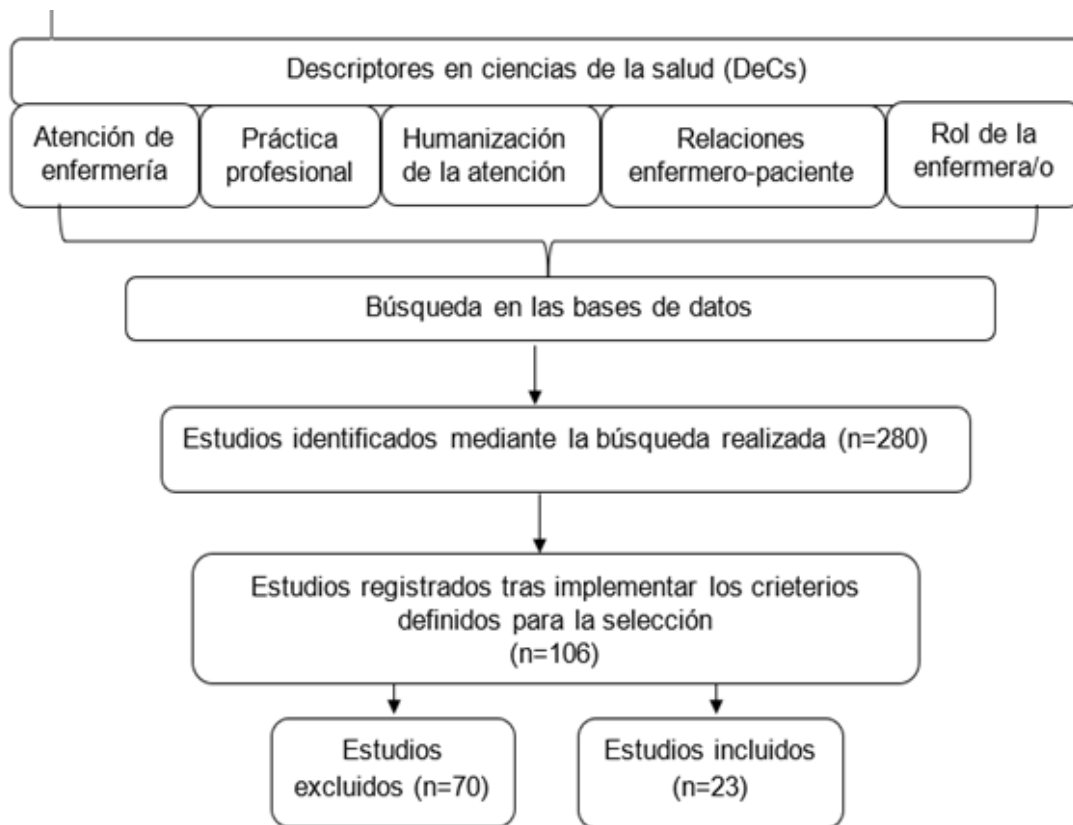 Descriptores en ciencias de la salud (DeCs)
Atención de
enfermería
Práctica
profesional
Humanización
de la atención
Relaciones
enfermero-paciente
Rol de la
enfermera/o
Búsqueda en las bases de datos
Estudios identificados mediante la búsqueda realizada (n=280)
Estudios registrados tras implementar los crieterios
definidos para la selección
(n=106)
Estudios
excluidos (n=70)
Estudios incluidos
(n=23)